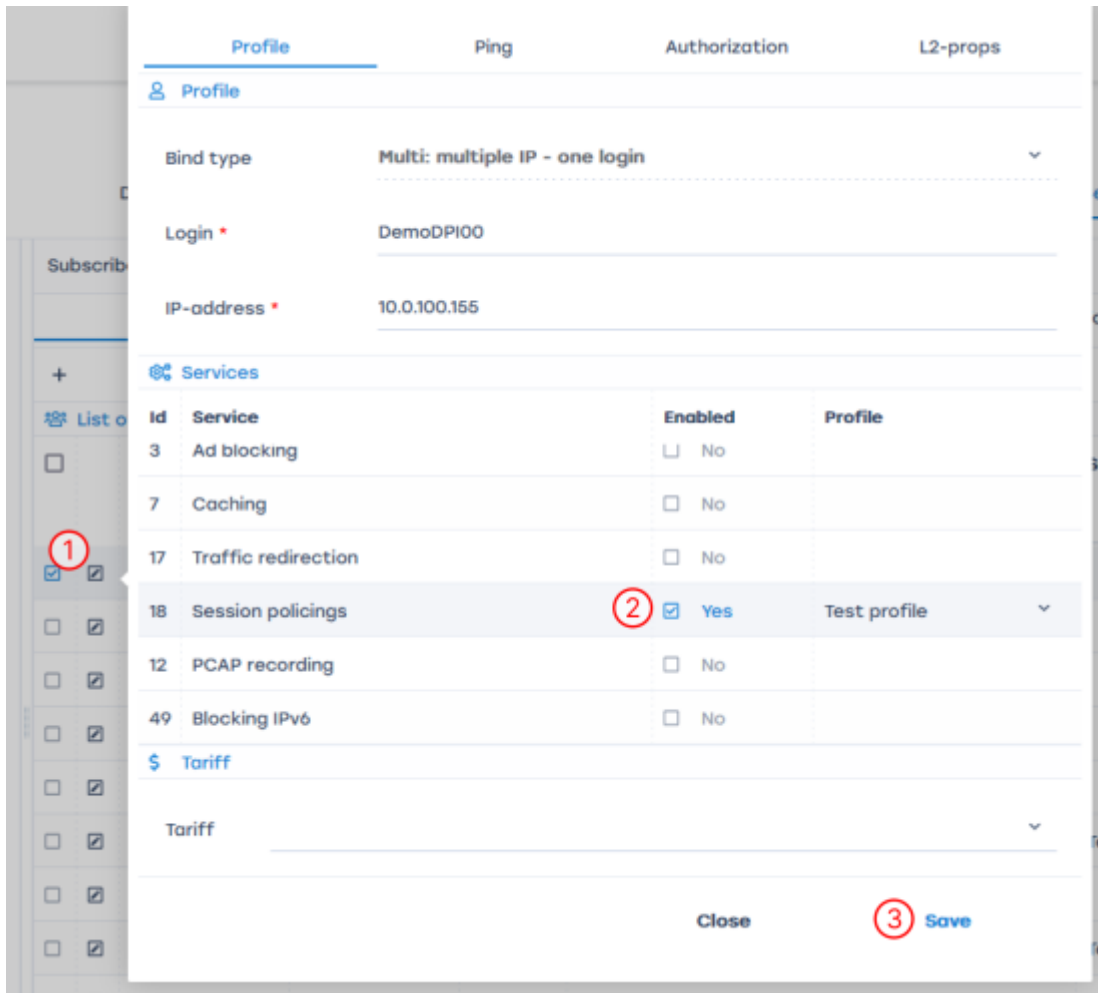 Profile Ping Authorization L2-props
Profile
Bind type Multi: multiple IP - one login
Login * DemoDPI00
Subscrib
IP-address * 10.0.100.155
+ Services
List o Id Service Enabled Profile
3 Ad blocking No
7 Caching No
1
17 Traffic redirection No
18 Session policings 2 Yes Test profile
12 PCAP recording No
49 Blocking IPv6 No
$ Tariff
Tariff
Close 3 Save